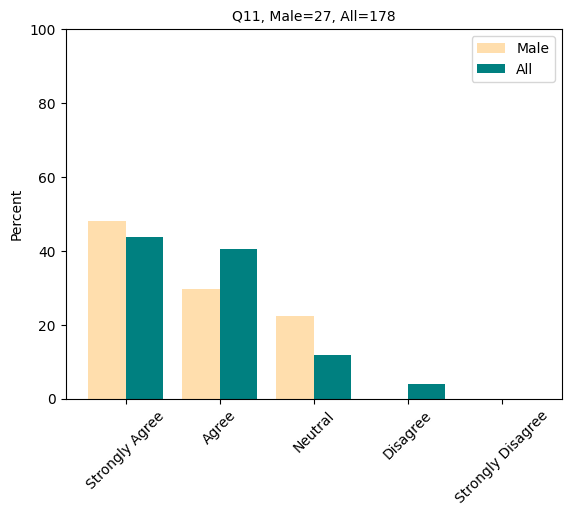 Q11, Male=27, All=178
100
80
60
40
20
0
Percent
Male
All
Strongly Agree
Agree
Neutral
Disagree
Strongly Disagree